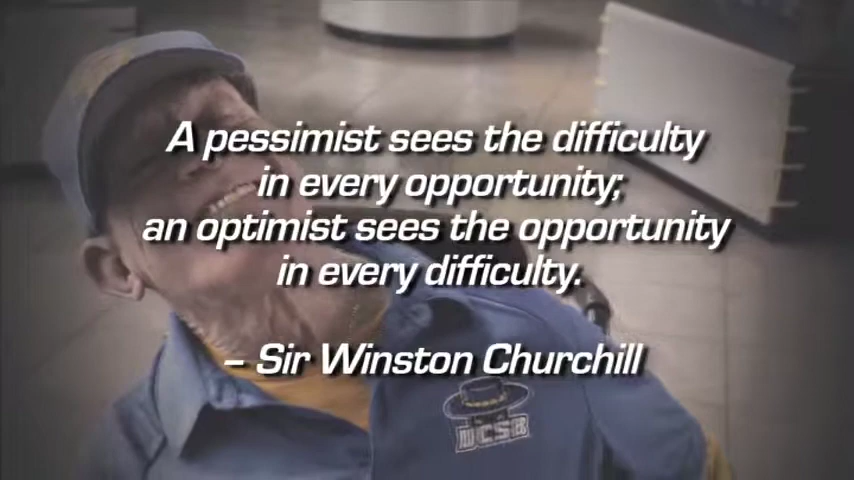 A pessimist sees the difficulty
in every opportunity;
an optimist sees the opportunity
in every difficulty.
– Sir Winston Churchill
UCSB